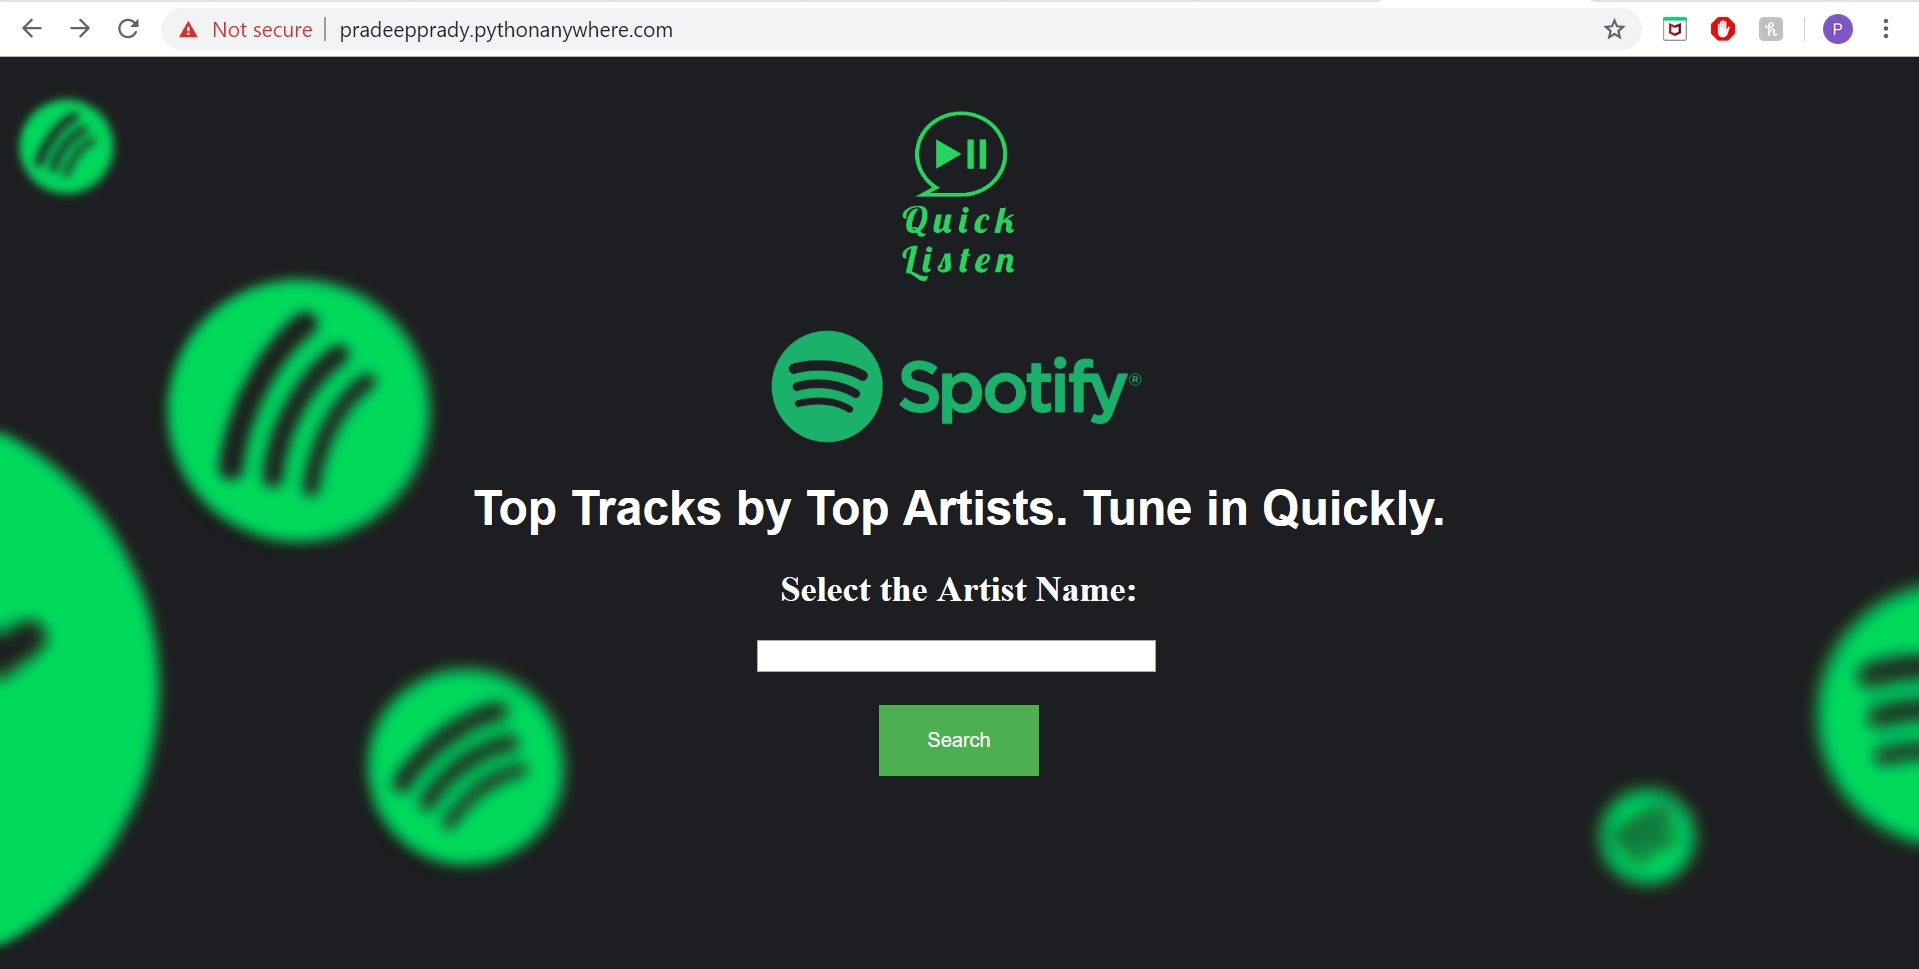 Not secure | pradeepprady.pythonanywhere.com
P
Quick
Listen
Spotify®
Top Tracks by Top Artists. Tune in Quickly.
Select the Artist Name:
Search